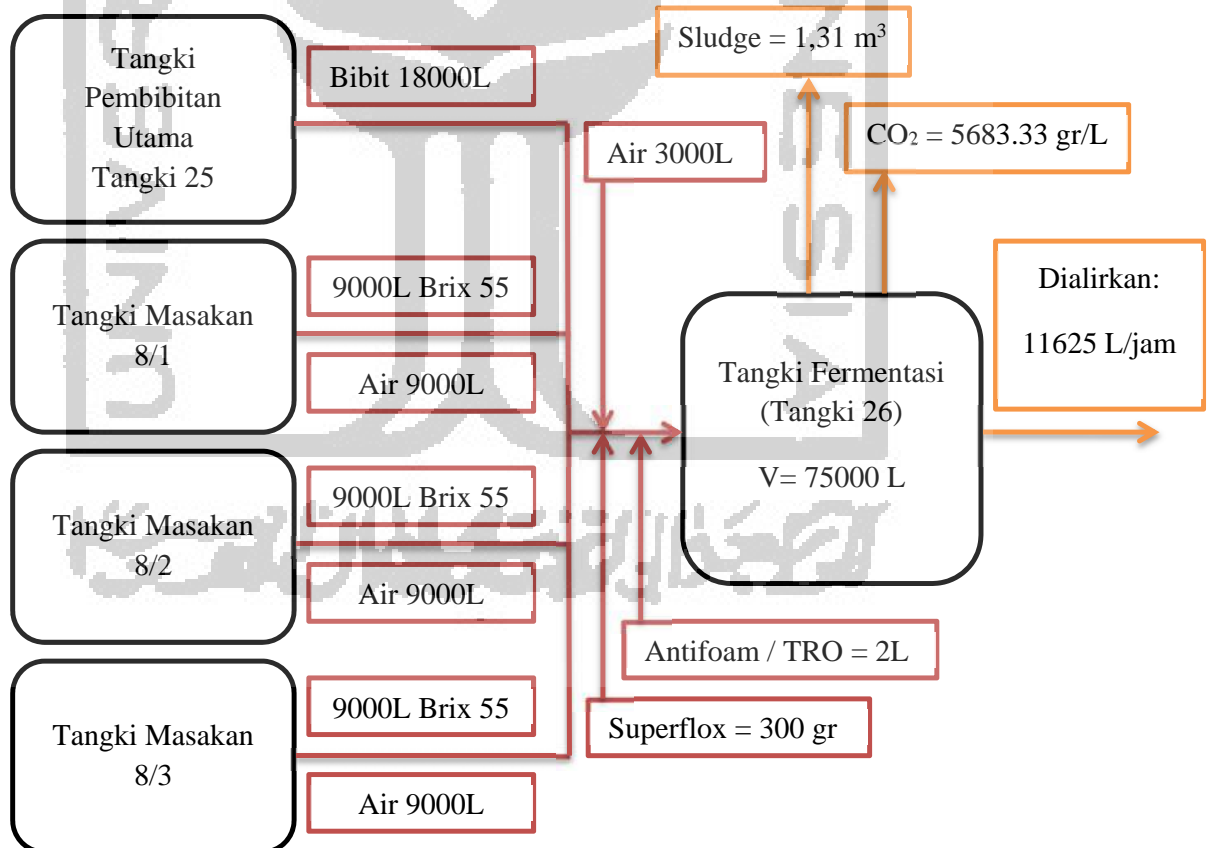 Tangki
Pembibitan
Utama
Tangki 25
Bibit 18000L
Sludge = 1,31 m³
CO₂ = 5683.33 gr/L
Air 3000L
Tangki Masakan
8/1
9000L Brix 55
Air 9000L
Tangki Fermentasi
(Tangki 26)
V= 75000 L
Dialirkan:
11625 L/jam
Tangki Masakan
8/2
9000L Brix 55
Air 9000L
Antifoam / TRO = 2L
Superflox = 300 gr
Tangki Masakan
8/3
9000L Brix 55
Air 9000L